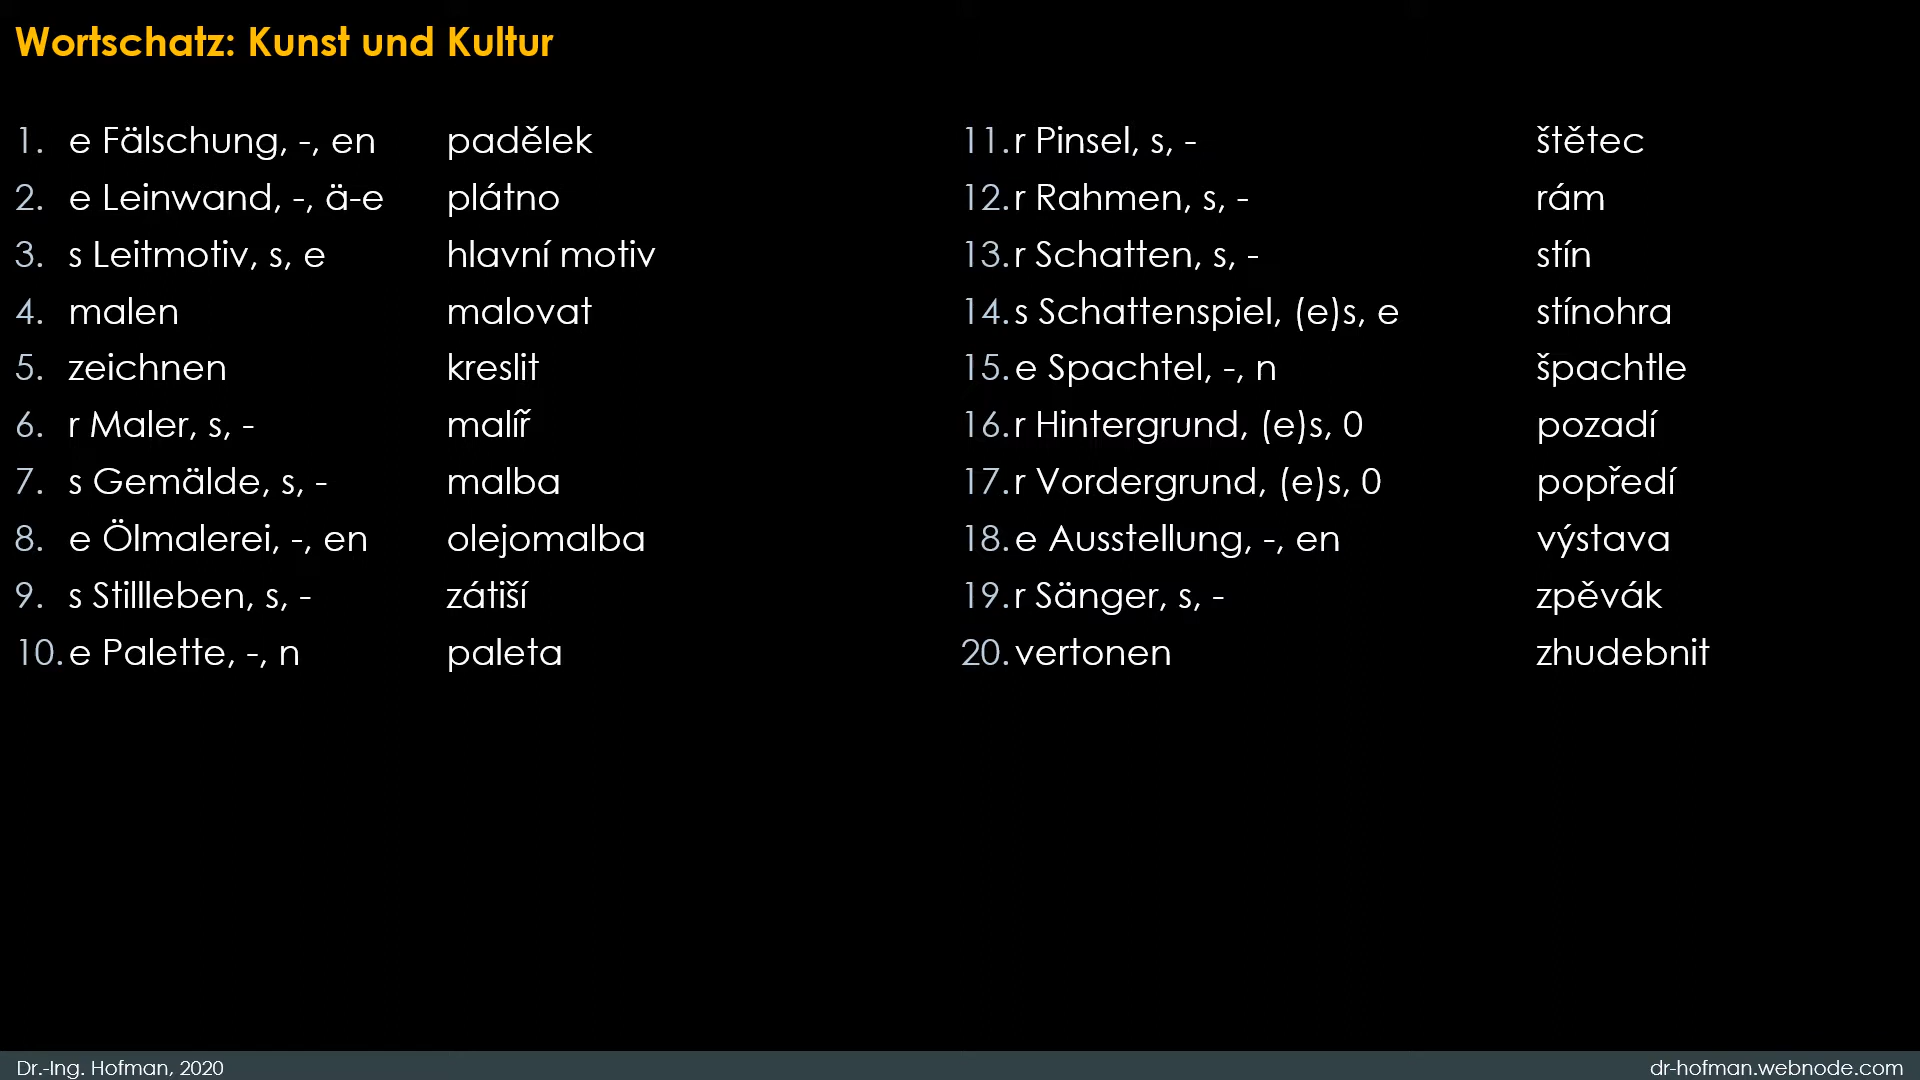 Wortschatz: Kunst und Kultur
1. e Fälschung, -, en padělek
2. e Leinwand, -, ä-e plátno
3. s Leitmotiv, s, e hlavní motiv
4. malen malovat
5. zeichnen kreslit
6. r Maler, s, - malíř
7. s Gemälde, s, - malba
8. e Ölmalerei, -, en olejomalba
9. s Stillleben, s, - zátiší
10. e Palette, -, n paleta
11. r Pinsel, s, - štětec
12. r Rahmen, s, - rám
13. r Schatten, s, - stín
14. s Schattenspiel, (e)s, e stínohra
15. e Spachtel, -, n špachtle
16. r Hintergrund, (e)s, 0 pozadí
17. r Vordergrund, (e)s, 0 popředí
18. e Ausstellung, -, en výstava
19. r Sänger, s, - zpěvák
20. vertonen zhudebnit
Dr.-Ing. Hofman, 2020
dr-hofman.webnode.com